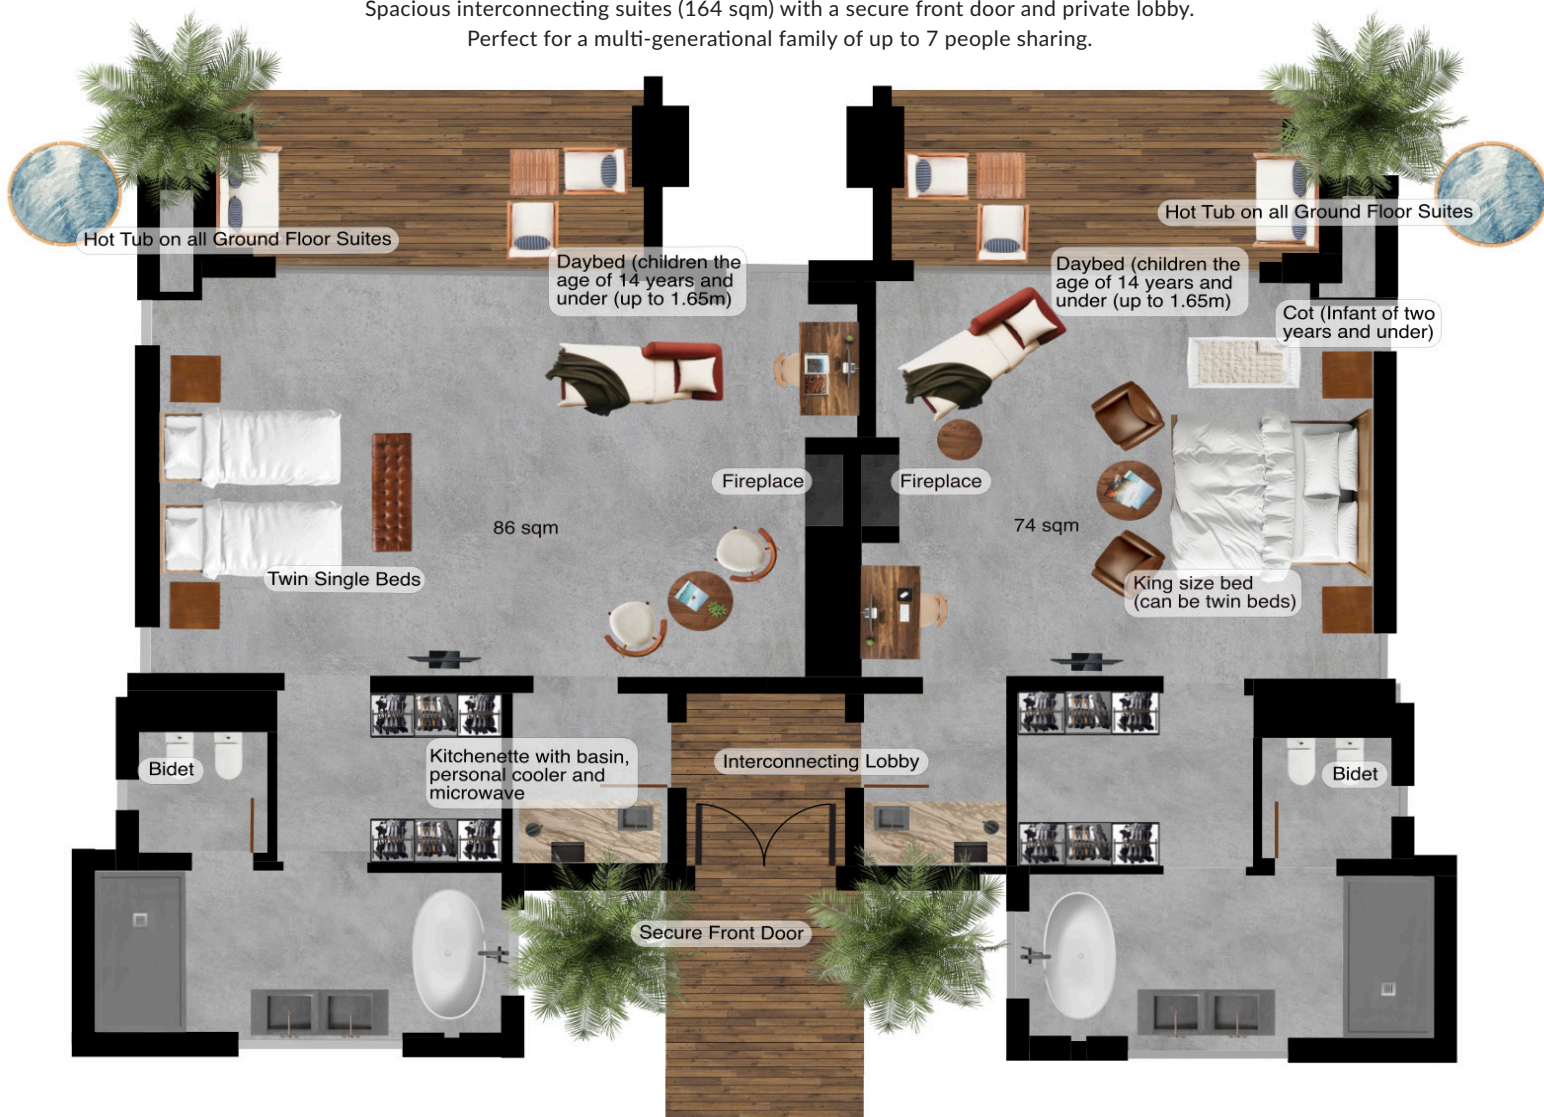 Spacious interconnecting suites (164 sqm) with a secure front door and private lobby.
Perfect for a multi-generational family of up to 7 people sharing.
Hot Tub on all Ground Floor Suites
Hot Tub on all Ground Floor Suites
Daybed (children the
age of 14 years and
under (up to 1.65m)
Daybed (children the
age of 14 years and
under (up to 1.65m)
Cot (Infant of two
years and under)
Fireplace
Fireplace
86 sqm
74 sqm
Twin Single Beds
King size bed
(can be twin beds)
Kitchenette with basin,
personal cooler and
microwave
Interconnecting Lobby
Bidet
Bidet
Secure Front Door